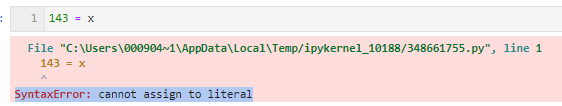 : 1 143 = x
File "C:\Users\000904~1\AppData\Local\Temp/ipykernel_10188/348661755.py", line 1
143 = x
^
SyntaxError: cannot assign to literal